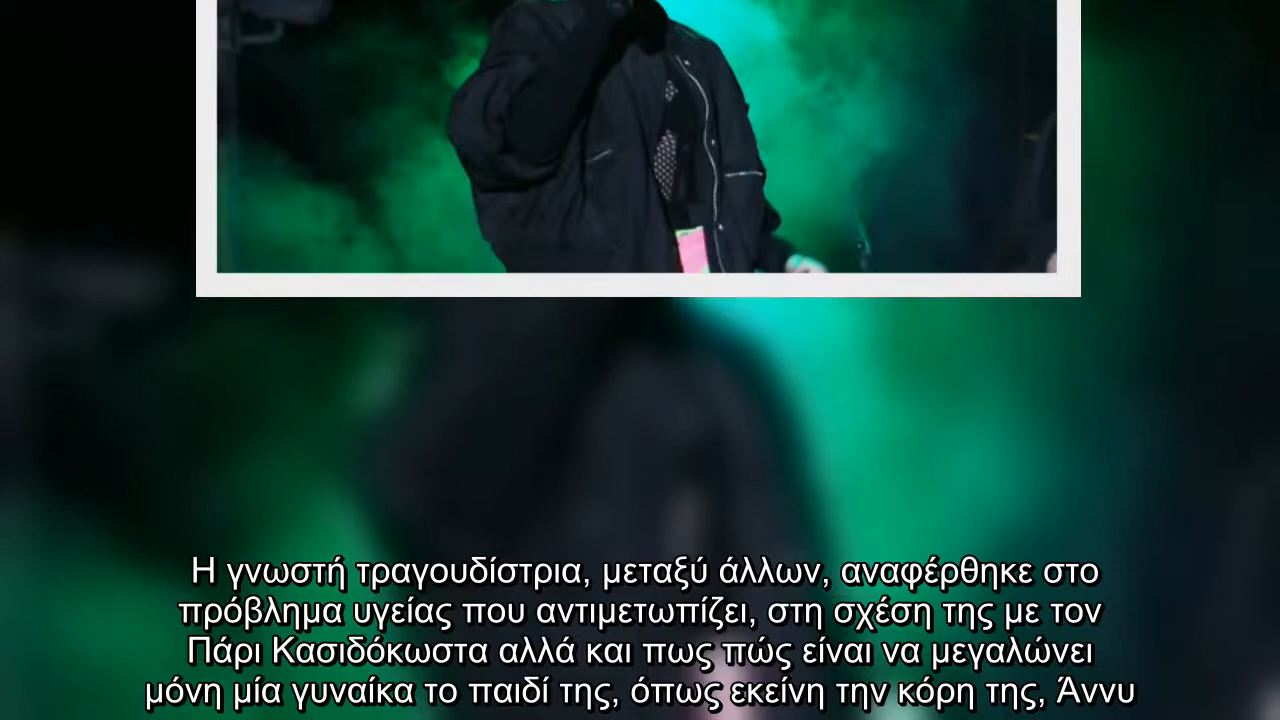 Η γνωστή τραγουδίστρια, μεταξύ άλλων, αναφέρθηκε στο
πρόβλημα υγείας που αντιμετωπίζει, στη σχέση της με τον
Πάρι Κασιδόκωστα αλλά και πως πώς είναι να μεγαλώνει
μόνη μία γυναίκα το παιδί της, όπως εκείνη την κόρη της, Άννυ